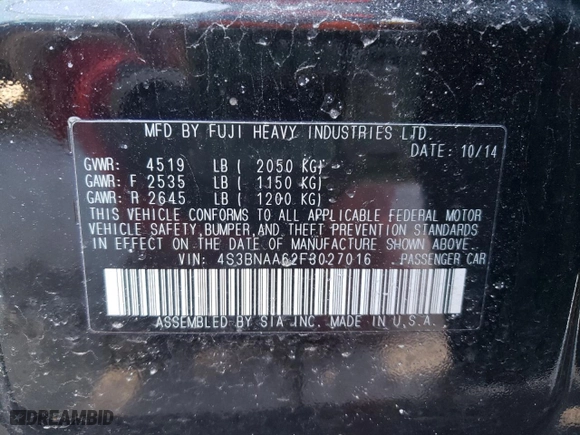 MFD BY FUJI HEAVY INDUSTRIES LTD.
DATE: 10/14
GVWR: 4519 LB ( 2050 KG)
GAWR: F 2535 LB ( 1150 KG)
GAWR: R 2645 LB ( 1200 KG)
THIS VEHICLE CONFORMS TO ALL APPLICABLE FEDERAL MOTOR
VEHICLE SAFETY, BUMPER, AND THEFT PREVENTION STANDARDS
IN EFFECT ON THE DATE OF MANUFACTURE SHOWN ABOVE.
VIN: 4S3BNAA62F3027016 PASSENGER CAR
ASSEMBLED BY SIA INC. MADE IN U.S.A.
DREAMBID